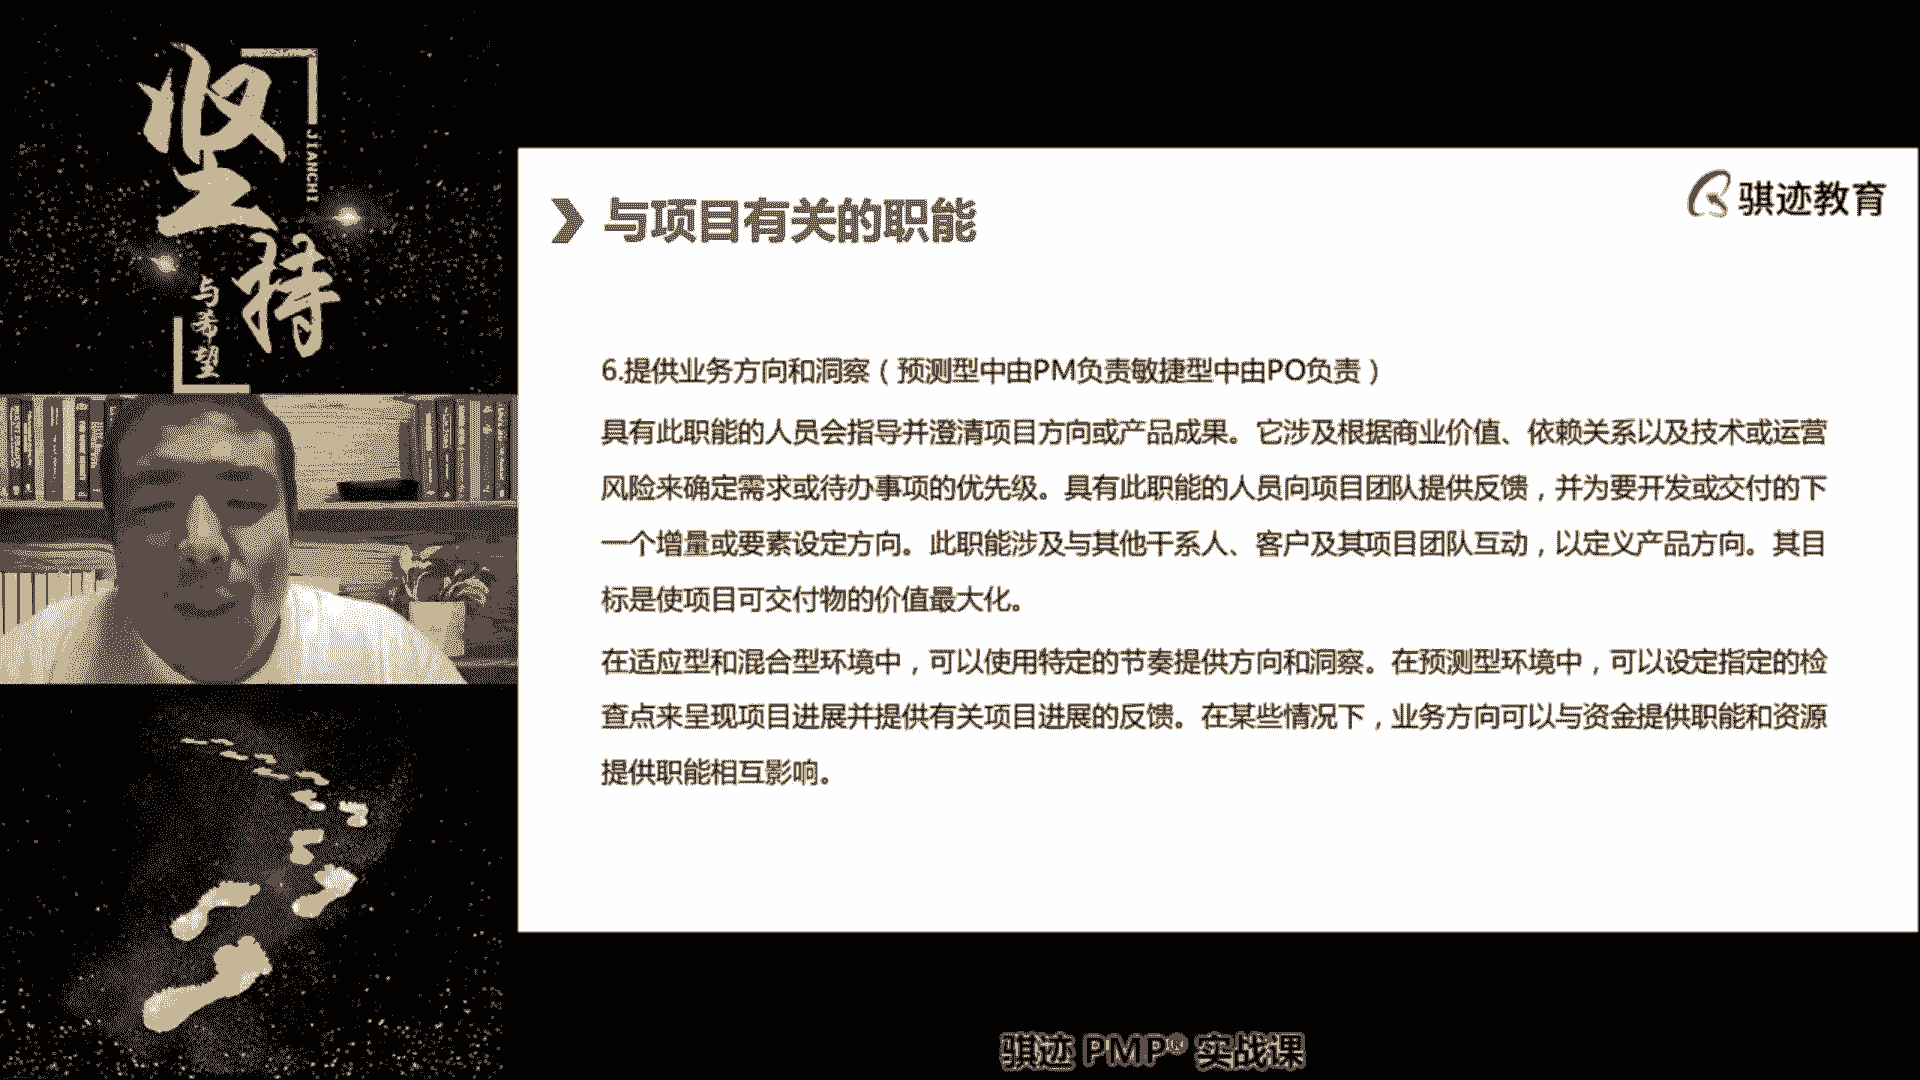 坚持
JIANCHI
与希望
骐迹教育
与项目有关的职能
6.提供业务方向和洞察（预测型中由PM负责敏捷型中由PO负责）
具有此职能的人员会指导并澄清项目方向或产品成果。它涉及根据商业价值、依赖关系以及技术或运营
风险来确定需求或待办事项的优先级。具有此职能的人员向项目团队提供反馈，并为要开发或交付的下
一个增量或要素设定方向。此职能涉及与其他干系人、客户及其项目团队互动，以定义产品方向。其目
标是使项目可交付物的价值最大化。
在适应型和混合型环境中，可以使用特定的节奏提供方向和洞察。在预测型环境中，可以设定指定的检
查点来呈现项目进展并提供有关项目进展的反馈。在某些情况下，业务方向可以与资金提供职能和资源
提供职能相互影响。
骐迹 PMP® 实战课